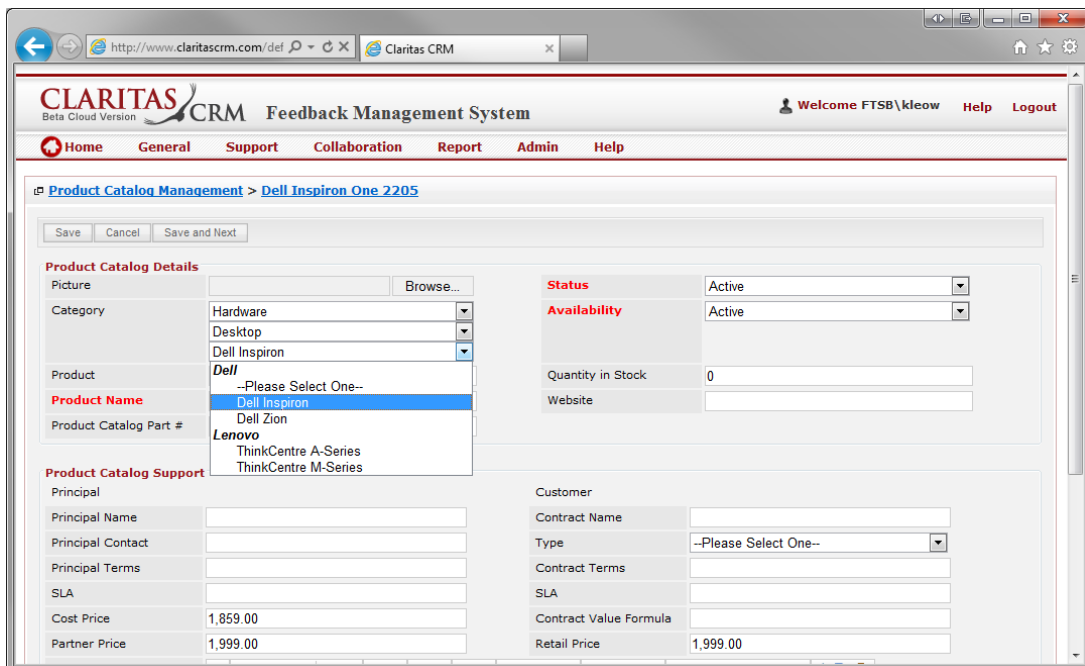 http://www.claritascrm.com/def
Claritas CRM
CLARITAS CRM
Beta Cloud Version
Feedback Management System
Welcome FTSB\kleow Help Logout
Home General Support Collaboration Report Admin Help
Product Catalog Management > Dell Inspiron One 2205
Save Cancel Save and Next
Product Catalog Details
Picture Browse... Status Active
Category Hardware Availability Active
Desktop
Dell Inspiron
Dell
Product Quantity in Stock 0
--Please Select One--
Product Name Dell Inspiron Website
Dell Zion
Product Catalog Part #
Lenovo
ThinkCentre A-Series
ThinkCentre M-Series
Product Catalog Support
Principal Customer
Principal Name Contract Name
Principal Contact Type --Please Select One--
Principal Terms Contract Terms
SLA SLA
Cost Price 1,859.00 Contract Value Formula
Partner Price 1,999.00 Retail Price 1,999.00